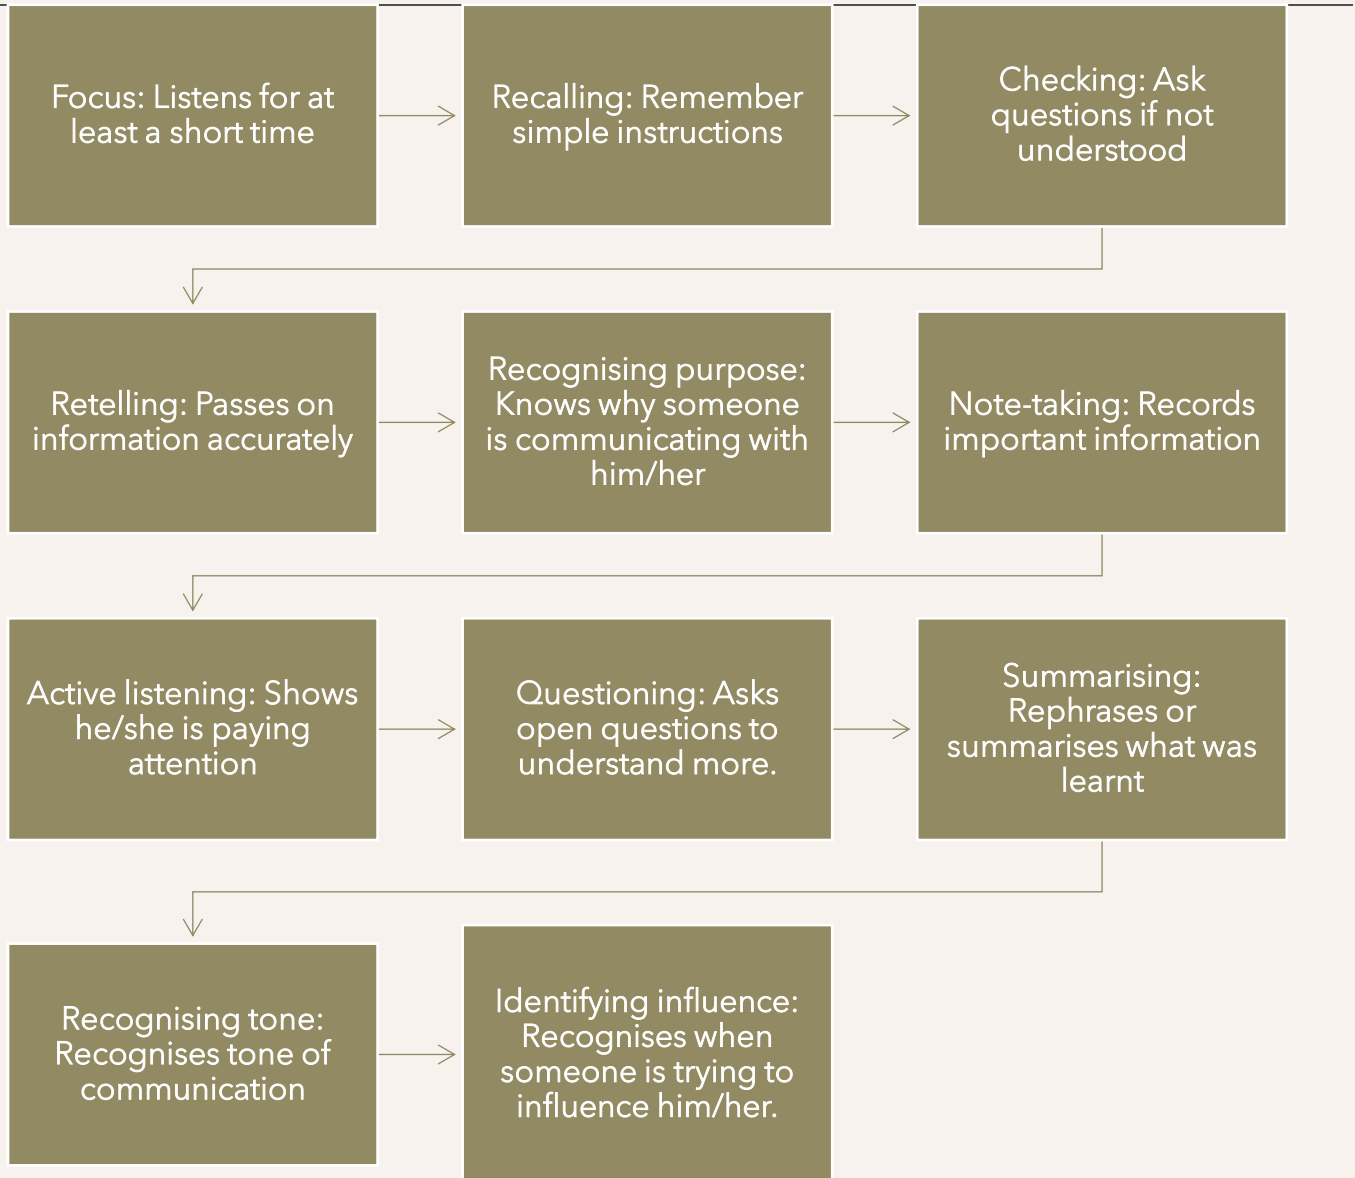 Focus: Listens for at
least a short time
Recalling: Remember
simple instructions
Checking: Ask
questions if not
understood
Retelling: Passes on
information accurately
Recognising purpose:
Knows why someone
is communicating with
him/her
Note-taking: Records
important information
Active listening: Shows
he/she is paying
attention
Questioning: Asks
open questions to
understand more.
Summarising:
Rephrases or
summarises what was
learnt
Recognising tone:
Recognises tone of
communication
Identifying influence:
Recognises when
someone is trying to
influence him/her.